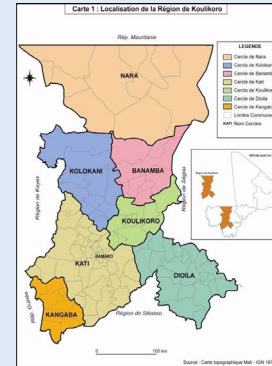 Carte 1 : Localisation de la Région de Koulikoro
Rép. Mauritanie
LEGENDE
Cercle de Nara
Cercle de Kolokani
Cercle de Banamba
Cercle de Kati
Cercle de Koulikoro
Cercle de Dioila
Cercle de Kangaba
Limites Communes
KATI Nom Cercles
NARA
KOLOKANI
BANAMBA
Région de Kayes
Région de Ségou
KOULIKORO
KATI
BAMAKO
DIOILA
KANGABA
Rép. Guinée
Région de Sikasso
100 km
Source : Carte topographique Mali - IGN